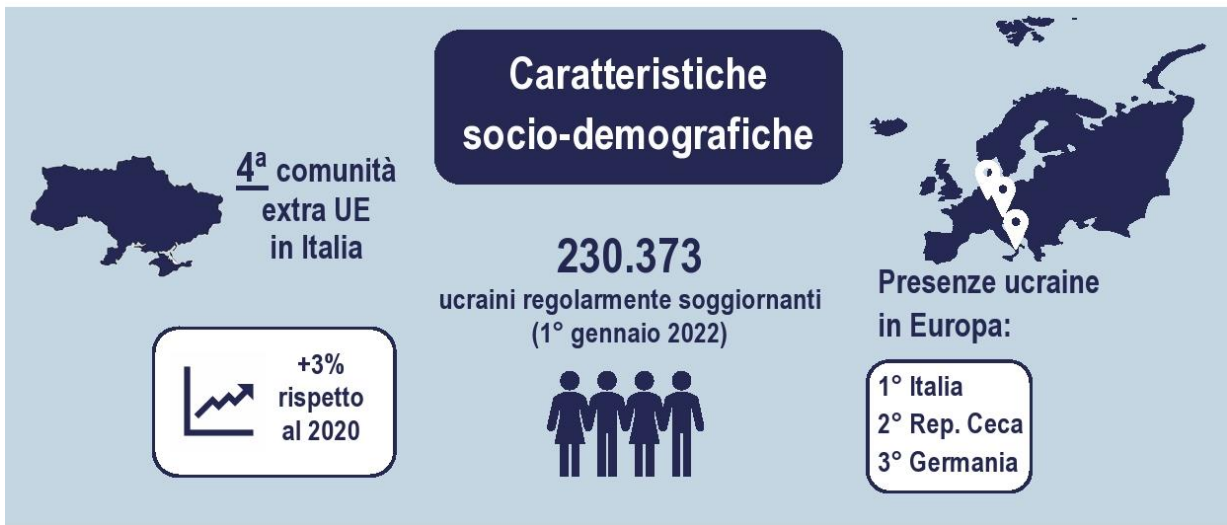 Caratteristiche
socio-demografiche
4ª comunità
extra UE
in Italia
+3%
rispetto
al 2020
230.373
ucraini regolarmente soggiornanti
(1° gennaio 2022)
Presenze ucraine
in Europa:
1° Italia
2° Rep. Ceca
3° Germania